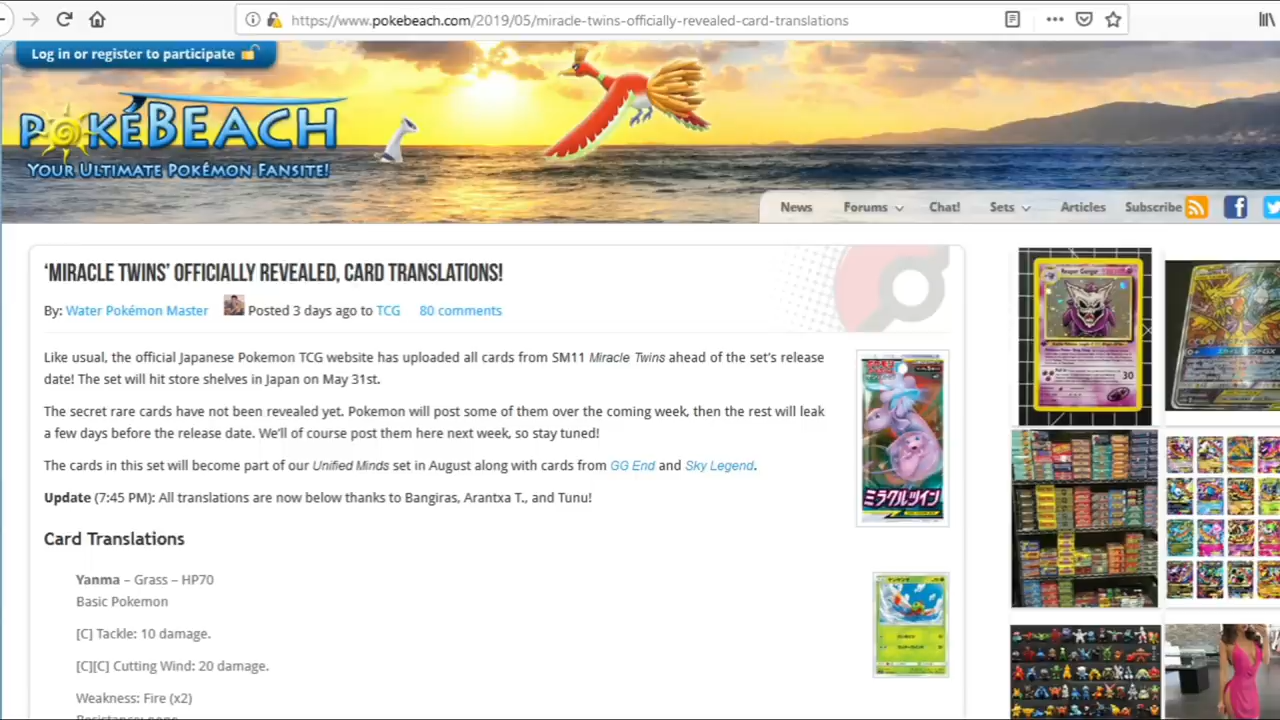 https://www.pokebeach.com/2019/05/miracle-twins-officially-revealed-card-translations
Log in or register to participate
POKÉBEACH
YOUR ULTIMATE POKÉMON FANSITE!
News Forums Chat! Sets Articles Subscribe
‘MIRACLE TWINS’ OFFICIALLY REVEALED, CARD TRANSLATIONS!
By: Water Pokémon Master Posted 3 days ago to TCG 80 comments
Like usual, the official Japanese Pokemon TCG website has uploaded all cards from SM11 Miracle Twins ahead of the set's release
date! The set will hit store shelves in Japan on May 31st.
The secret rare cards have not been revealed yet. Pokemon will post some of them over the coming week, then the rest will leak
a few days before the release date. We'll of course post them here next week, so stay tuned!
The cards in this set will become part of our Unified Minds set in August along with cards from GG End and Sky Legend.
Update (7:45 PM): All translations are now below thanks to Bangiras, Arantxa T., and Tunu!
ミラクルツイン
Card Translations
Yanma – Grass – HP70
Basic Pokemon
[C] Tackle: 10 damage.
[C][C] Cutting Wind: 20 damage.
Weakness: Fire (x2)
Resistance: none
30